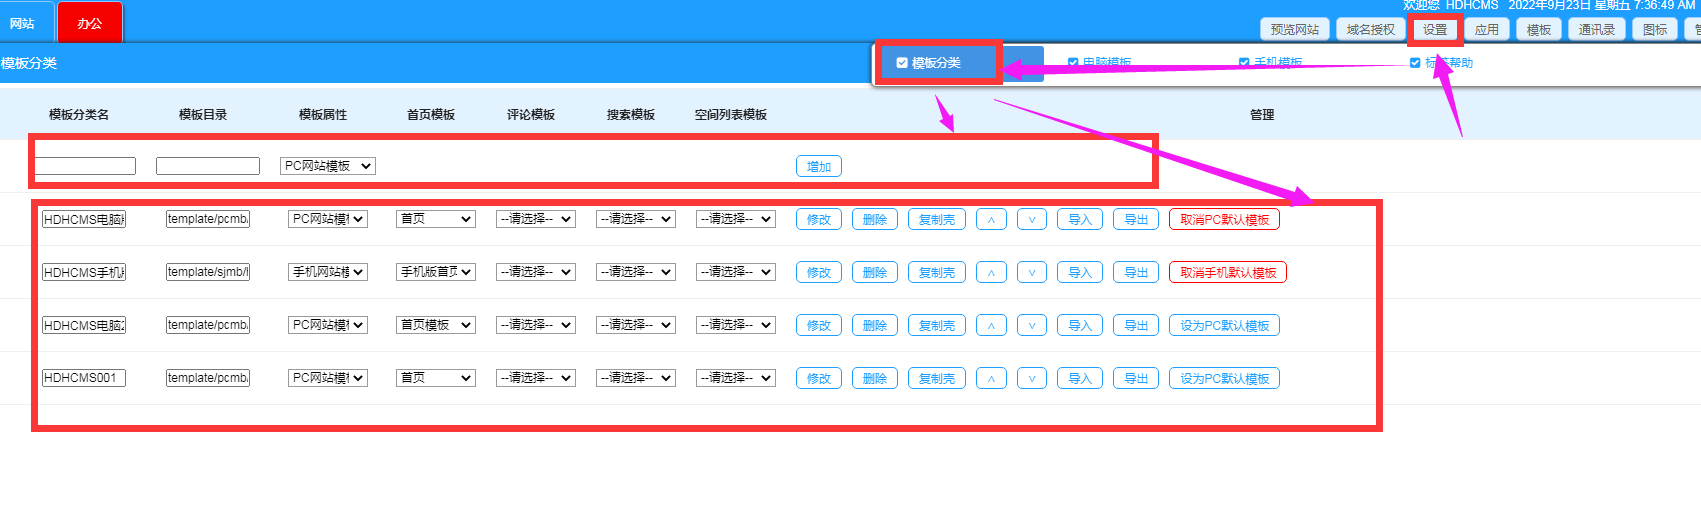 欢迎您 HDHCMS 2022年9月23日 星期五 7:36:49 AM
网站 办公
预览网站 域名授权 设置 应用 模板 通讯录 图标
模板分类
模板分类 电脑模板 手机模板 标签帮助
模板分类名 模板目录 模板属性 首页模板 评论模板 搜索模板 空间列表模板 管理
PC网站模板 增加
HDHCMS电脑 template/pcmb/ PC网站模 首页 --请选择-- --请选择-- --请选择-- 修改 删除 复制壳 ∧ ∨ 导入 导出 取消PC默认模板
HDHCMS手机 template/sjmb/ 手机网站模 手机版首页 --请选择-- --请选择-- --请选择-- 修改 删除 复制壳 ∧ ∨ 导入 导出 取消手机默认模板
HDHCMS电脑2 template/pcmb/ PC网站模 首页模板 --请选择-- --请选择-- --请选择-- 修改 删除 复制壳 ∧ ∨ 导入 导出 设为PC默认模板
HDHCMS001 template/pcmb/ PC网站模 首页 --请选择-- --请选择-- --请选择-- 修改 删除 复制壳 ∧ ∨ 导入 导出 设为PC默认模板